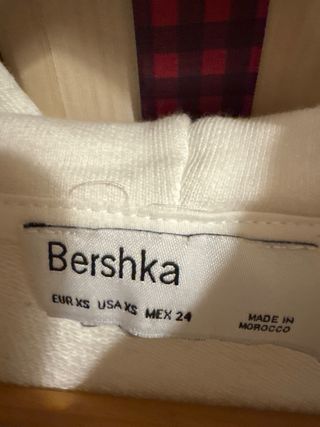 Bershka
EUR XS USA XS MEX 24
MADE IN
MOROCCO